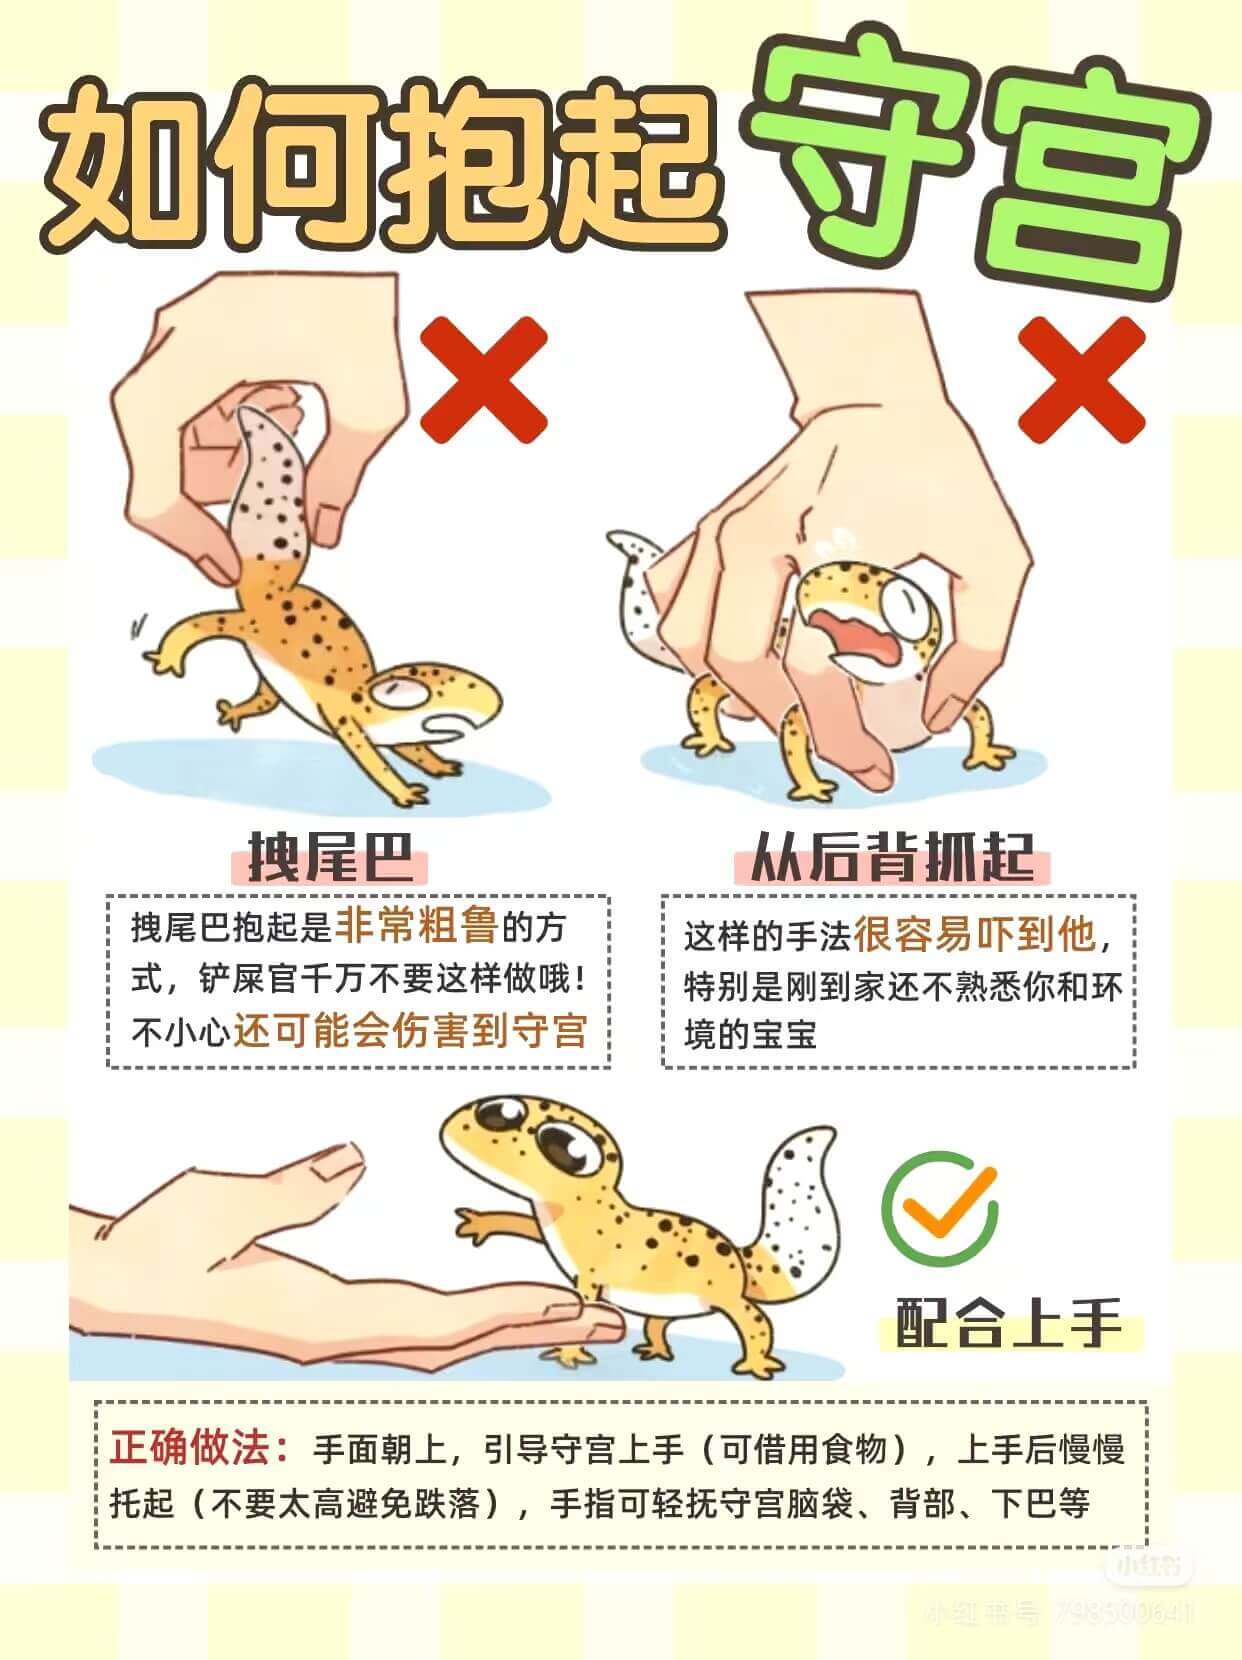 如何抱起守宫
拽尾巴
拽尾巴抱起是非常粗鲁的方
式，铲屎官千万不要这样做哦！
不小心还可能会伤害到守宫
从后背抓起
这样的手法很容易吓到他，
特别是刚到家还不熟悉你和环
境的宝宝
配合上手
正确做法：手面朝上，引导守宫上手（可借用食物），上手后慢慢
托起（不要太高避免跌落），手指可轻抚守宫脑袋、背部、下巴等
小红书
小红书号 798500641